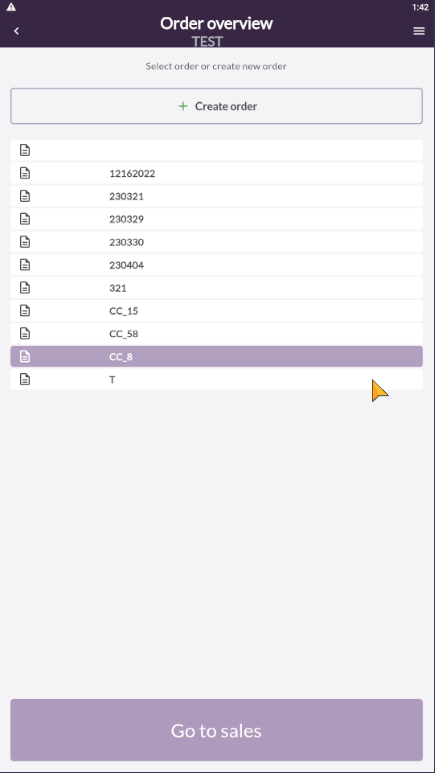 1:42
Order overview
TEST
Select order or create new order
+ Create order
12162022
230321
230329
230330
230404
321
CC_15
CC_58
CC_8
T
Go to sales